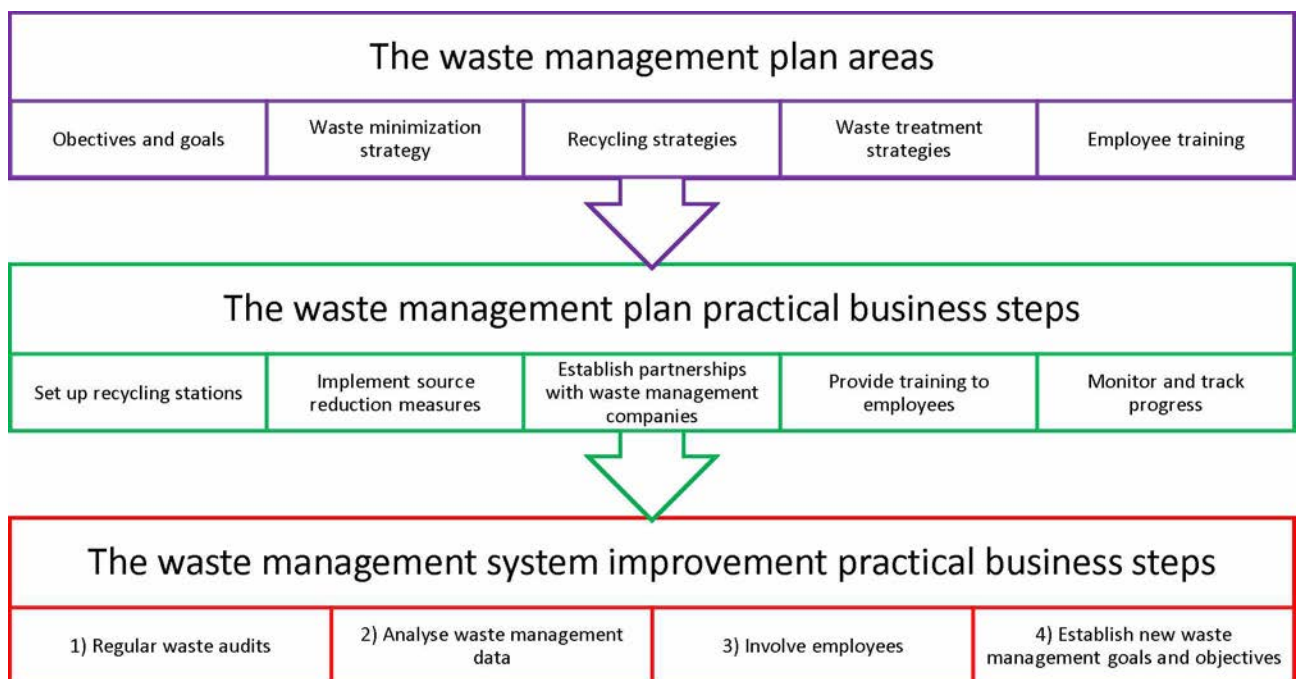 The waste management plan areas
Obectives and goals
Waste minimization
strategy
Recycling strategies
Waste treatment
strategies
Employee training
The waste management plan practical business steps
Set up recycling stations
Implement source
reduction measures
Establish partnerships
with waste management
companies
Provide training to
employees
Monitor and track
progress
The waste management system improvement practical business steps
1) Regular waste audits
2) Analyse waste management
data
3) Involve employees
4) Establish new waste
management goals and objectives